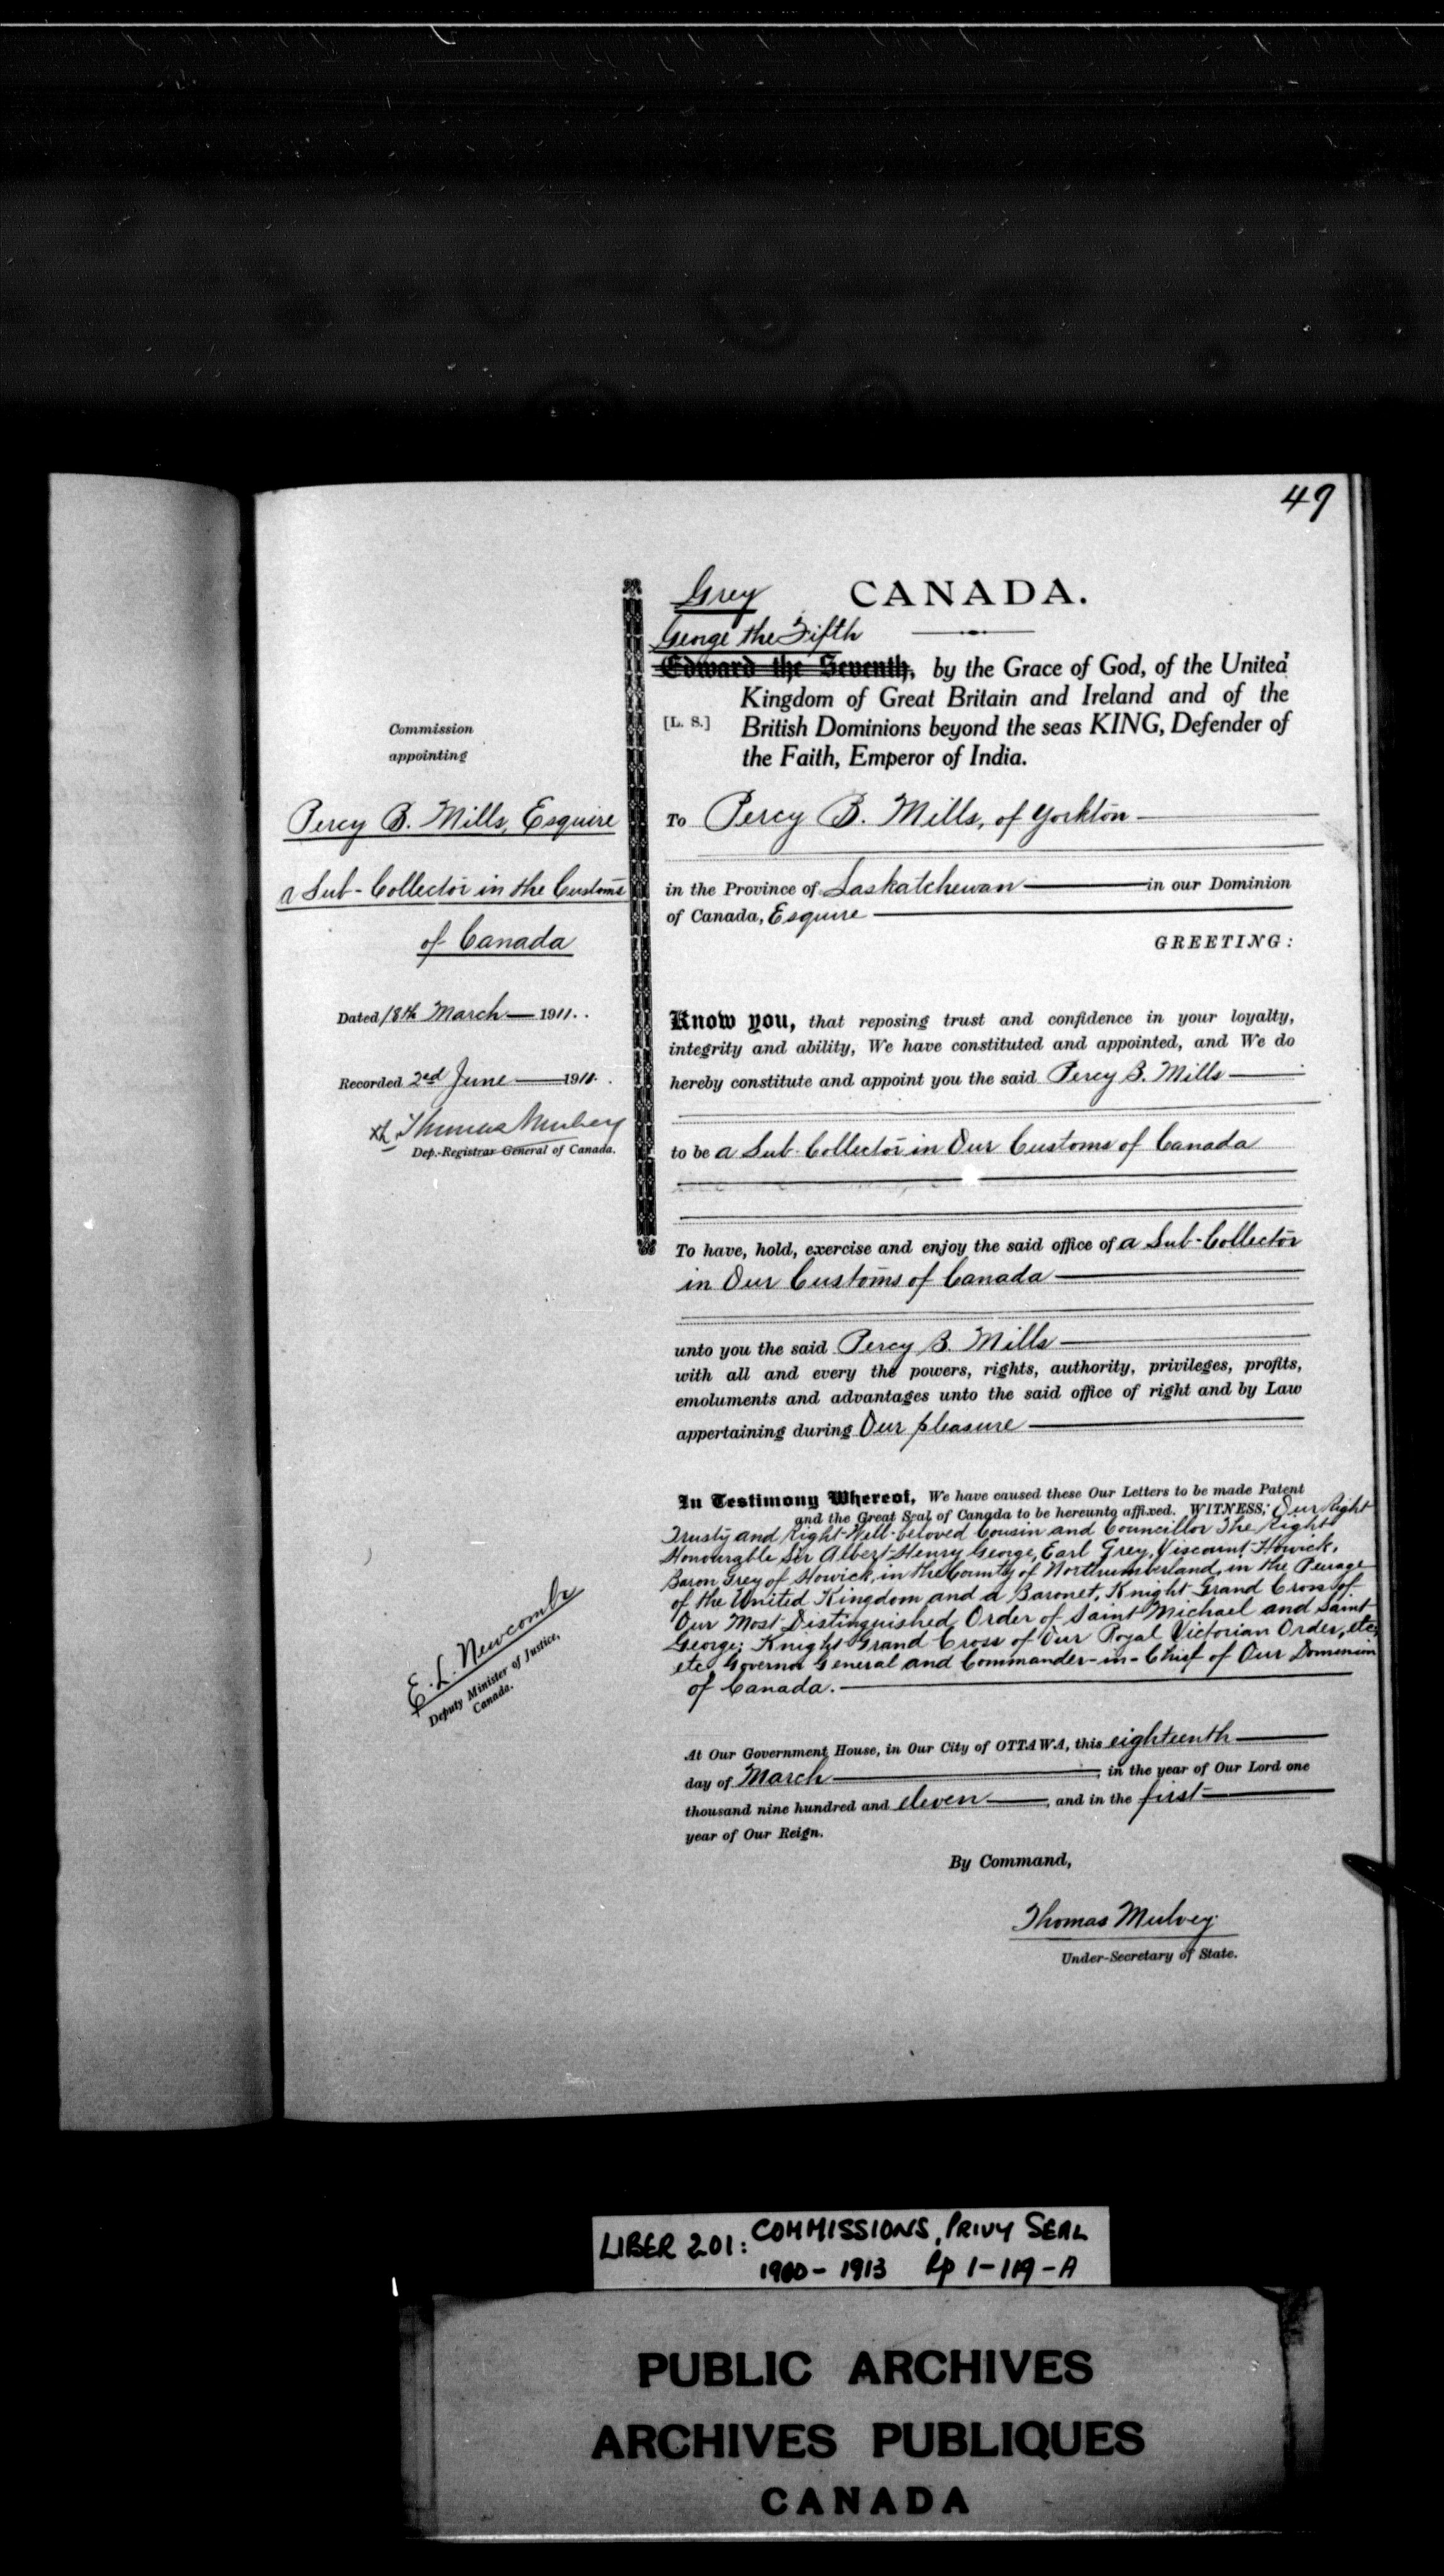 49
Commission
appointing
Percy B. Mills, Esquire
a Sub-Collector in the Customs
of Canada
Dated 18th March 1911.
Recorded 2ed June 1911.
Thomas Mulvey
Dep.-Registrar General of Canada.
E. L. Newcombe
Deputy Minister of Justice,
Canada.
Grey CANADA.
George the Fifth
Edward the Seventh, by the Grace of God, of the United
Kingdom of Great Britain and Ireland and of the
[L. S.] British Dominions beyond the seas KING, Defender of
the Faith, Emperor of India.
To Percy B. Mills, of Yorkton
in the Province of Saskatchewan in our Dominion
of Canada, Esquire
GREETING:
Know you, that reposing trust and confidence in your loyalty,
integrity and ability, We have constituted and appointed, and We do
hereby constitute and appoint you the said Percy B. Mills
to be a Sub-Collector in Our Customs of Canada
To have, hold, exercise and enjoy the said office of a Sub-Collector
in Our Customs of Canada
unto you the said Percy B. Mills
with all and every the powers, rights, authority, privileges, profits,
emoluments and advantages unto the said office of right and by Law
appertaining during Our pleasure
In Testimony Whereof, We have caused these Our Letters to be made Patent
and the Great Seal of Canada to be hereunto affixed. WITNESS, Our Right
Trusty and Right-Well-beloved Cousin and Councillor The Right
Honourable Sir Albert Henry George, Earl Grey, Viscount Howick,
Baron Grey of Howick, in the County of Northumberland, in the Peerage
of the United Kingdom and a Baronet, Knight Grand Cross of
Our Most Distinguished Order of Saint Michael and Saint
George; Knight Grand Cross of Our Royal Victorian Order, etc,
etc Governor General and Commander-in-Chief of Our Dominion
of Canada.
At Our Government House, in Our City of OTTAWA, this eighteenth
day of March, in the year of Our Lord one
thousand nine hundred and eleven, and in the first
year of Our Reign.
By Command,
Thomas Mulvey
Under-Secretary of State.
LIBER 201: COMMISSIONS, PRIVY SEAL
1910-1913 pp 1-119-A
PUBLIC ARCHIVES
ARCHIVES PUBLIQUES
CANADA